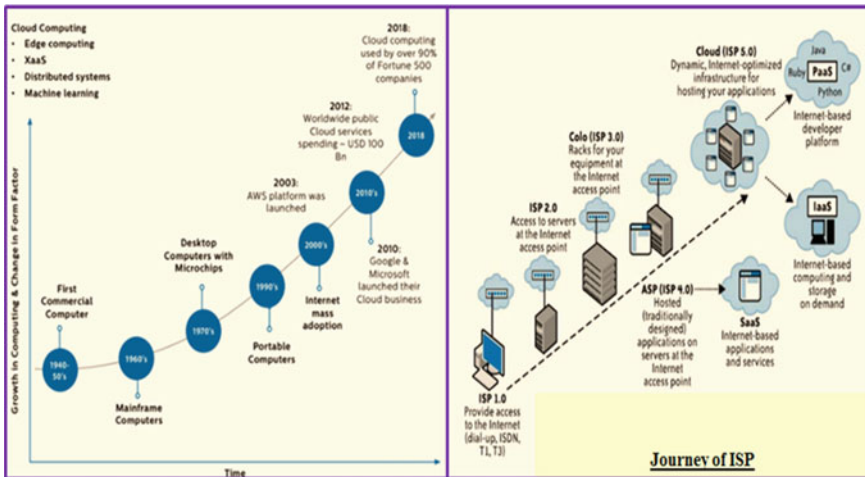 Cloud Computing
• Edge computing
• XaaS
• Distributed systems
• Machine learning
2018:
Cloud computing
used by over 90%
of Fortune 500
companies
2012:
Worldwide public
Cloud services
spending – USD 100
Bn
2003:
AWS platform was
launched
Desktop
Computers with
Microchips
First
Commercial
Computer
1940-
50's
1960's
1970's
1990's
2000's
2010's
2018
Mainframe
Computers
Portable
Computers
Internet
mass
adoption
2010:
Google &
Microsoft
launched their
Cloud business
Growth in Computing & Change in Form Factor
Time
Cloud (ISP 5.0)
Dynamic, Internet-optimized
infrastructure for
hosting your applications
Java
Ruby
PaaS
C#
Python
Internet-based
developer
platform
Colo (ISP 3.0)
Racks for your
equipment at
the Internet
access point
ISP 2.0
Access to servers
at the Internet
access point
IaaS
Internet-based
computing and
storage
on demand
ASP (ISP 4.0)
Hosted
(traditionally
designed)
applications on
servers at the
Internet
access point
SaaS
Internet-based
applications
and services
ISP 1.0
Provide access
to the Internet
(dial-up, ISDN,
T1, T3)
Journey of ISP